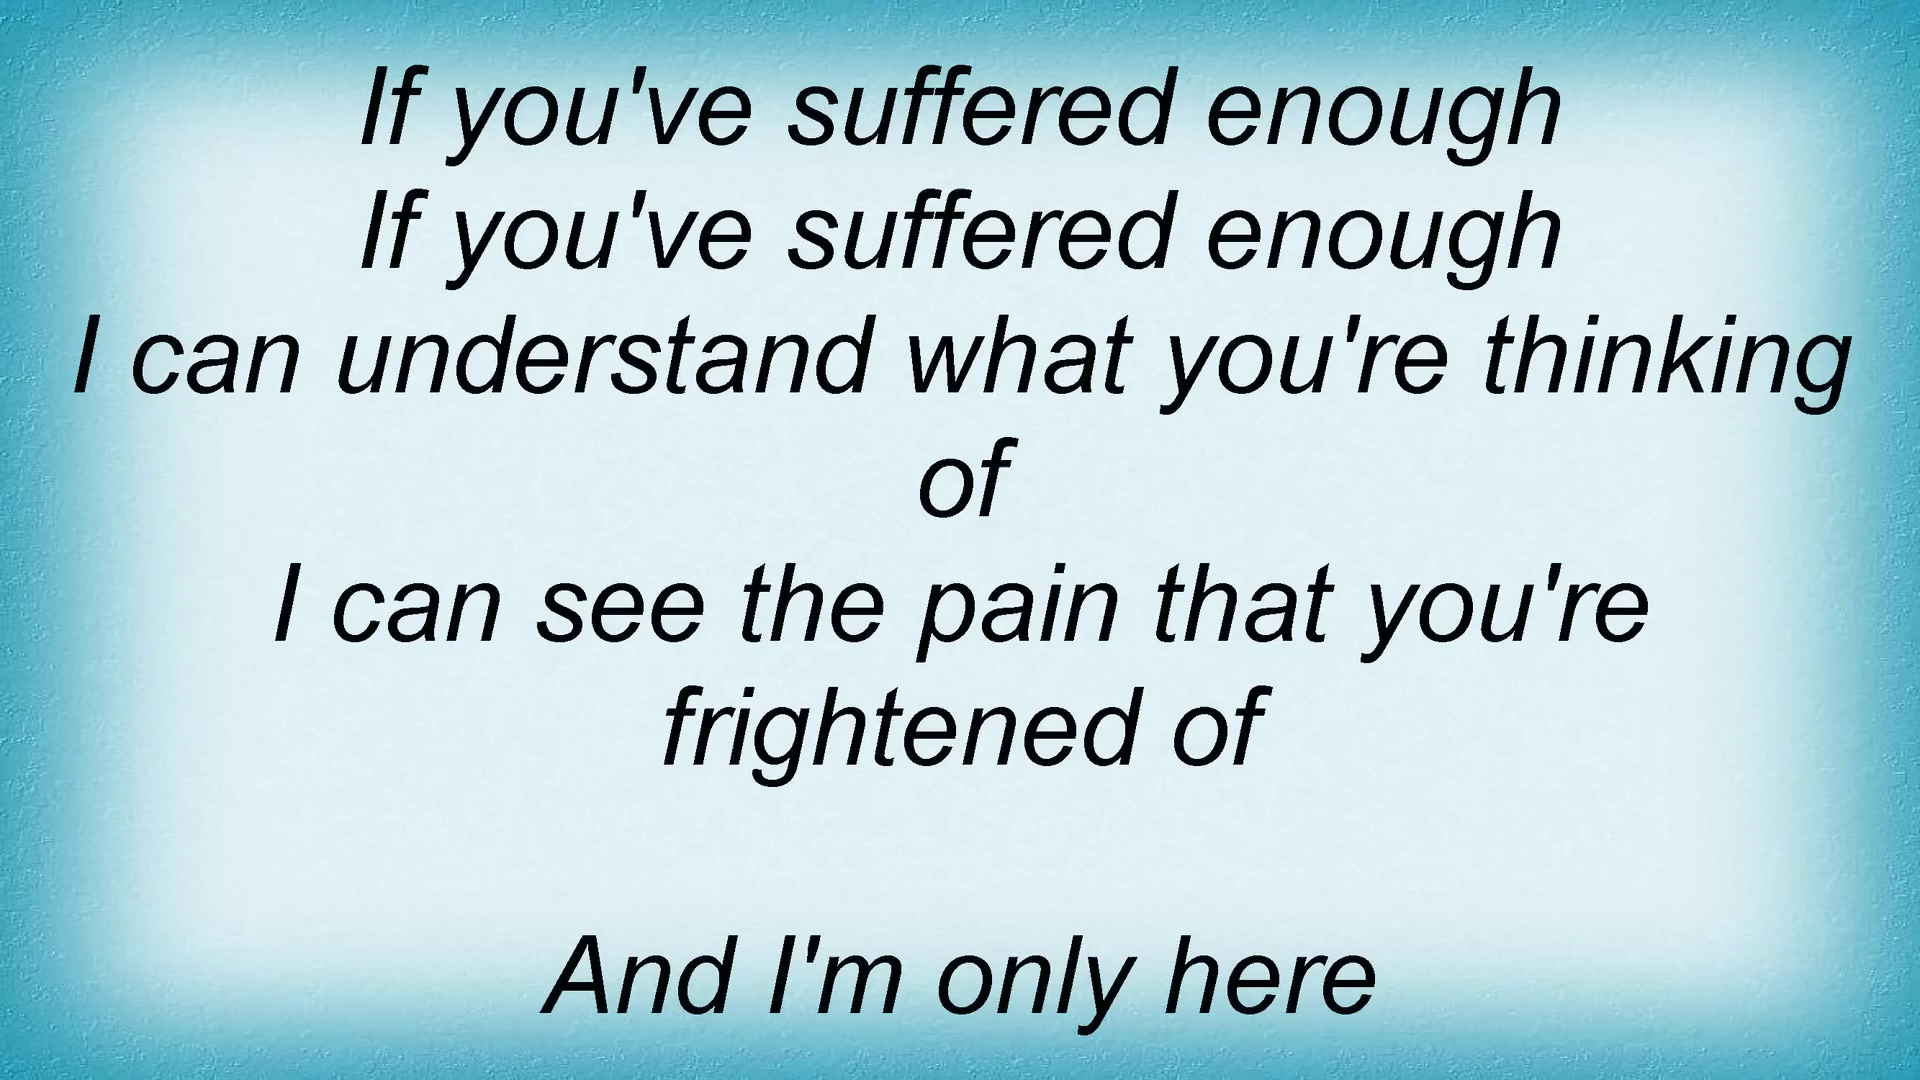 If you've suffered enough
If you've suffered enough
I can understand what you're thinking
of
I can see the pain that you're
frightened of
And I'm only here